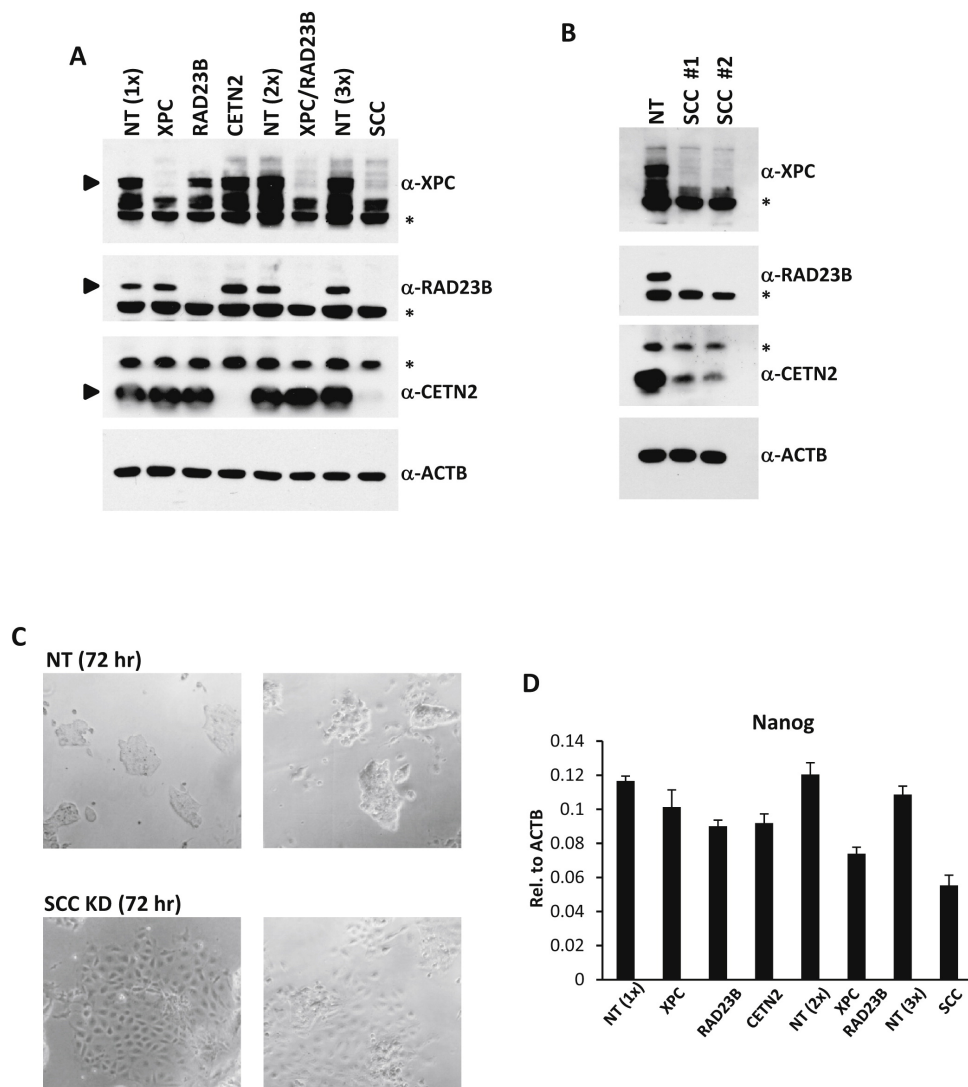 A
NT (1x)
XPC
RAD23B
CETN2
NT (2x)
XPC/RAD23B
NT (3x)
SCC
α-XPC
*
α-RAD23B
*
*
α-CETN2
α-ACTB
B
NT
SCC #1
SCC #2
α-XPC
*
α-RAD23B
*
*
α-CETN2
α-ACTB
C
NT (72 hr)
SCC KD (72 hr)
D
Nanog
Rel. to ACTB
0.14
0.12
0.1
0.08
0.06
0.04
0.02
0
NT (1x)
XPC
RAD23B
CETN2
NT (2x)
XPC
RAD23B
NT (3x)
SCC